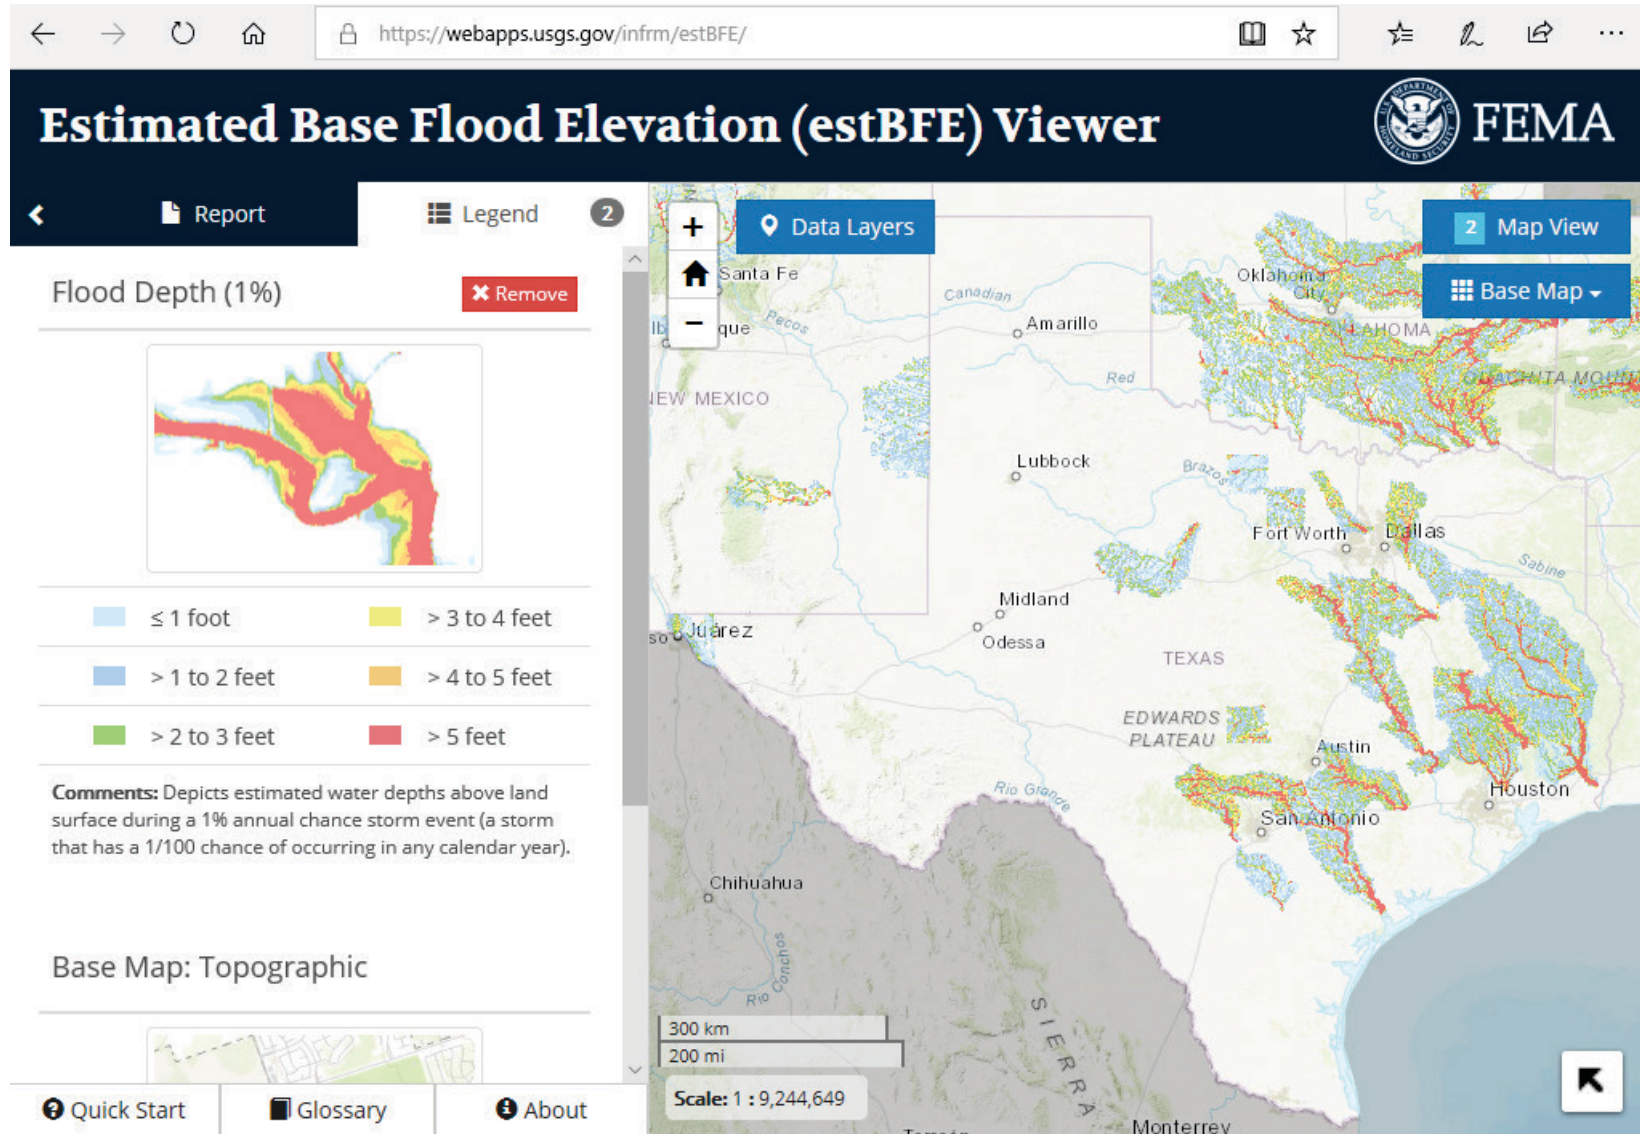 https://webapps.usgs.gov/infrm/estBFE/
Estimated Base Flood Elevation (estBFE) Viewer
FEMA
Report
Legend
2
Flood Depth (1%)
Remove
≤ 1 foot
> 3 to 4 feet
> 1 to 2 feet
> 4 to 5 feet
> 2 to 3 feet
> 5 feet
Comments: Depicts estimated water depths above land
surface during a 1% annual chance storm event (a storm
that has a 1/100 chance of occurring in any calendar year).
Base Map: Topographic
Quick Start
Glossary
About
+
−
Data Layers
2 Map View
Base Map
Santa Fe
que
Pecos
Canadian
Amarillo
Oklahoma
City
OKLAHOMA
Red
OUACHITA MOUNT
NEW MEXICO
Lubbock
Brazos
Fort Worth
Dallas
Sabine
Midland
Odessa
so
Juárez
TEXAS
EDWARDS
PLATEAU
Austin
Houston
Rio Grande
San Antonio
Chihuahua
Rio Conchos
SIERRA
300 km
200 mi
Scale: 1 : 9,244,649
Monterrey